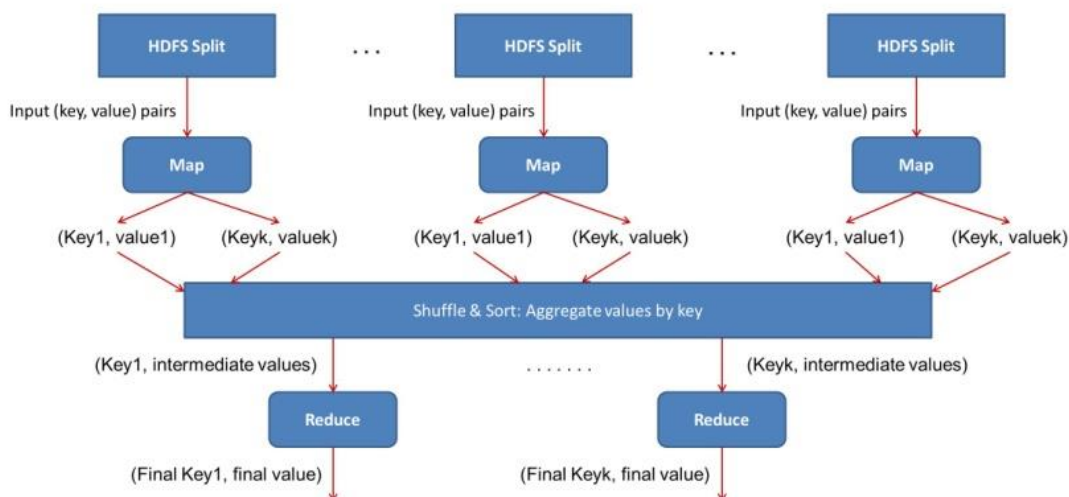 HDFS Split ... HDFS Split ... HDFS Split
Input (key, value) pairs Input (key, value) pairs Input (key, value) pairs
Map Map Map
(Key1, value1) (Keyk, valuek) (Key1, value1) (Keyk, valuek) (Key1, value1) (Keyk, valuek)
Shuffle & Sort: Aggregate values by key
(Key1, intermediate values) ....... (Keyk, intermediate values)
Reduce Reduce
(Final Key1, final value) (Final Keyk, final value)